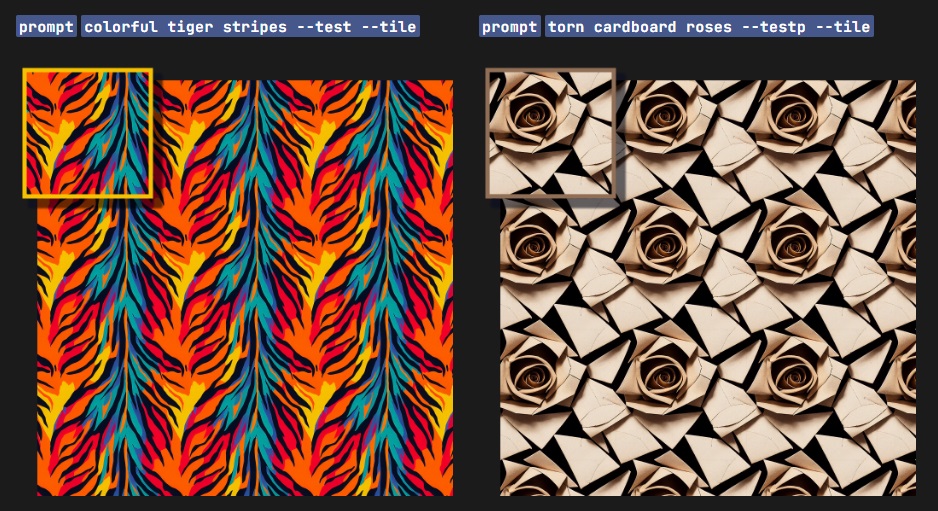 prompt colorful tiger stripes --test --tile
prompt torn cardboard roses --testp --tile